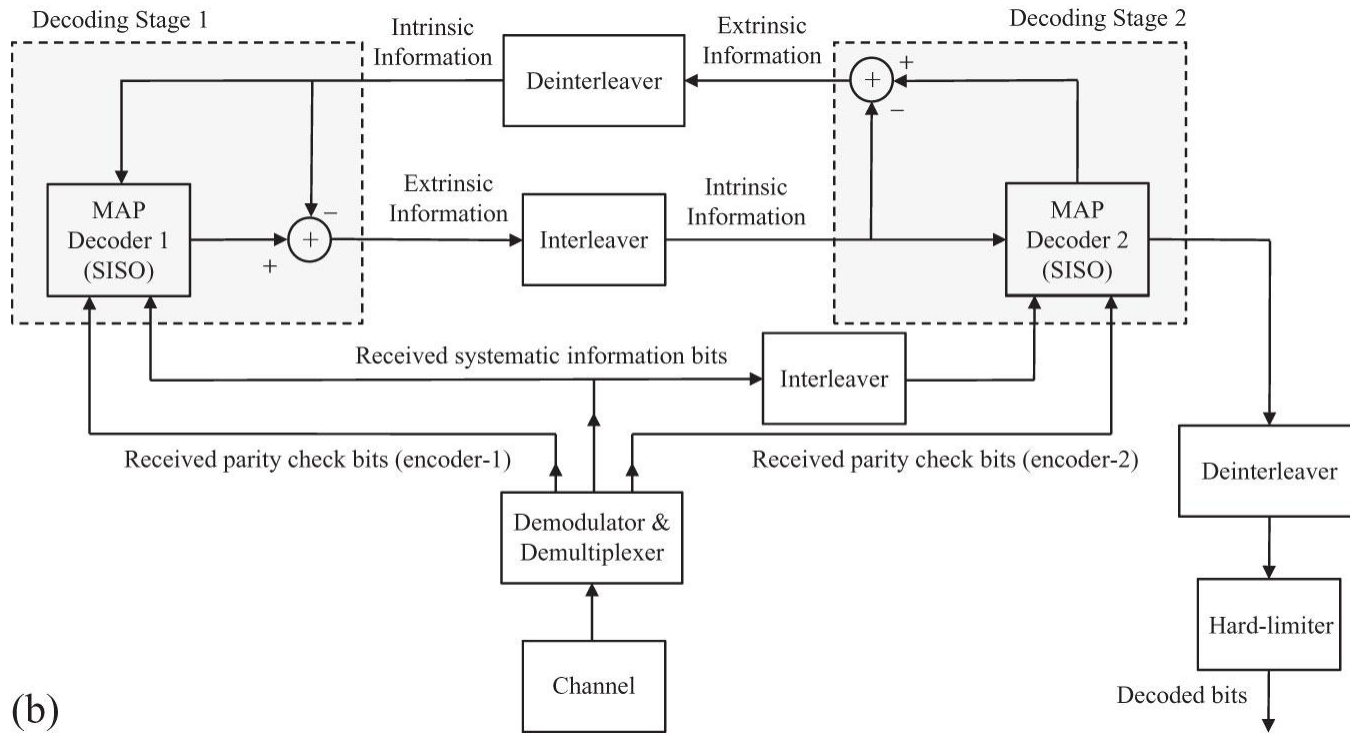 Decoding Stage 1
Decoding Stage 2
Intrinsic
Information
Extrinsic
Information
Deinterleaver
+
+
−
MAP
Decoder 1
(SISO)
−
+
+
Extrinsic
Information
Interleaver
Intrinsic
Information
MAP
Decoder 2
(SISO)
Received systematic information bits
Interleaver
Received parity check bits (encoder-1)
Received parity check bits (encoder-2)
Demodulator &
Demultiplexer
Channel
Deinterleaver
Hard-limiter
Decoded bits
(b)